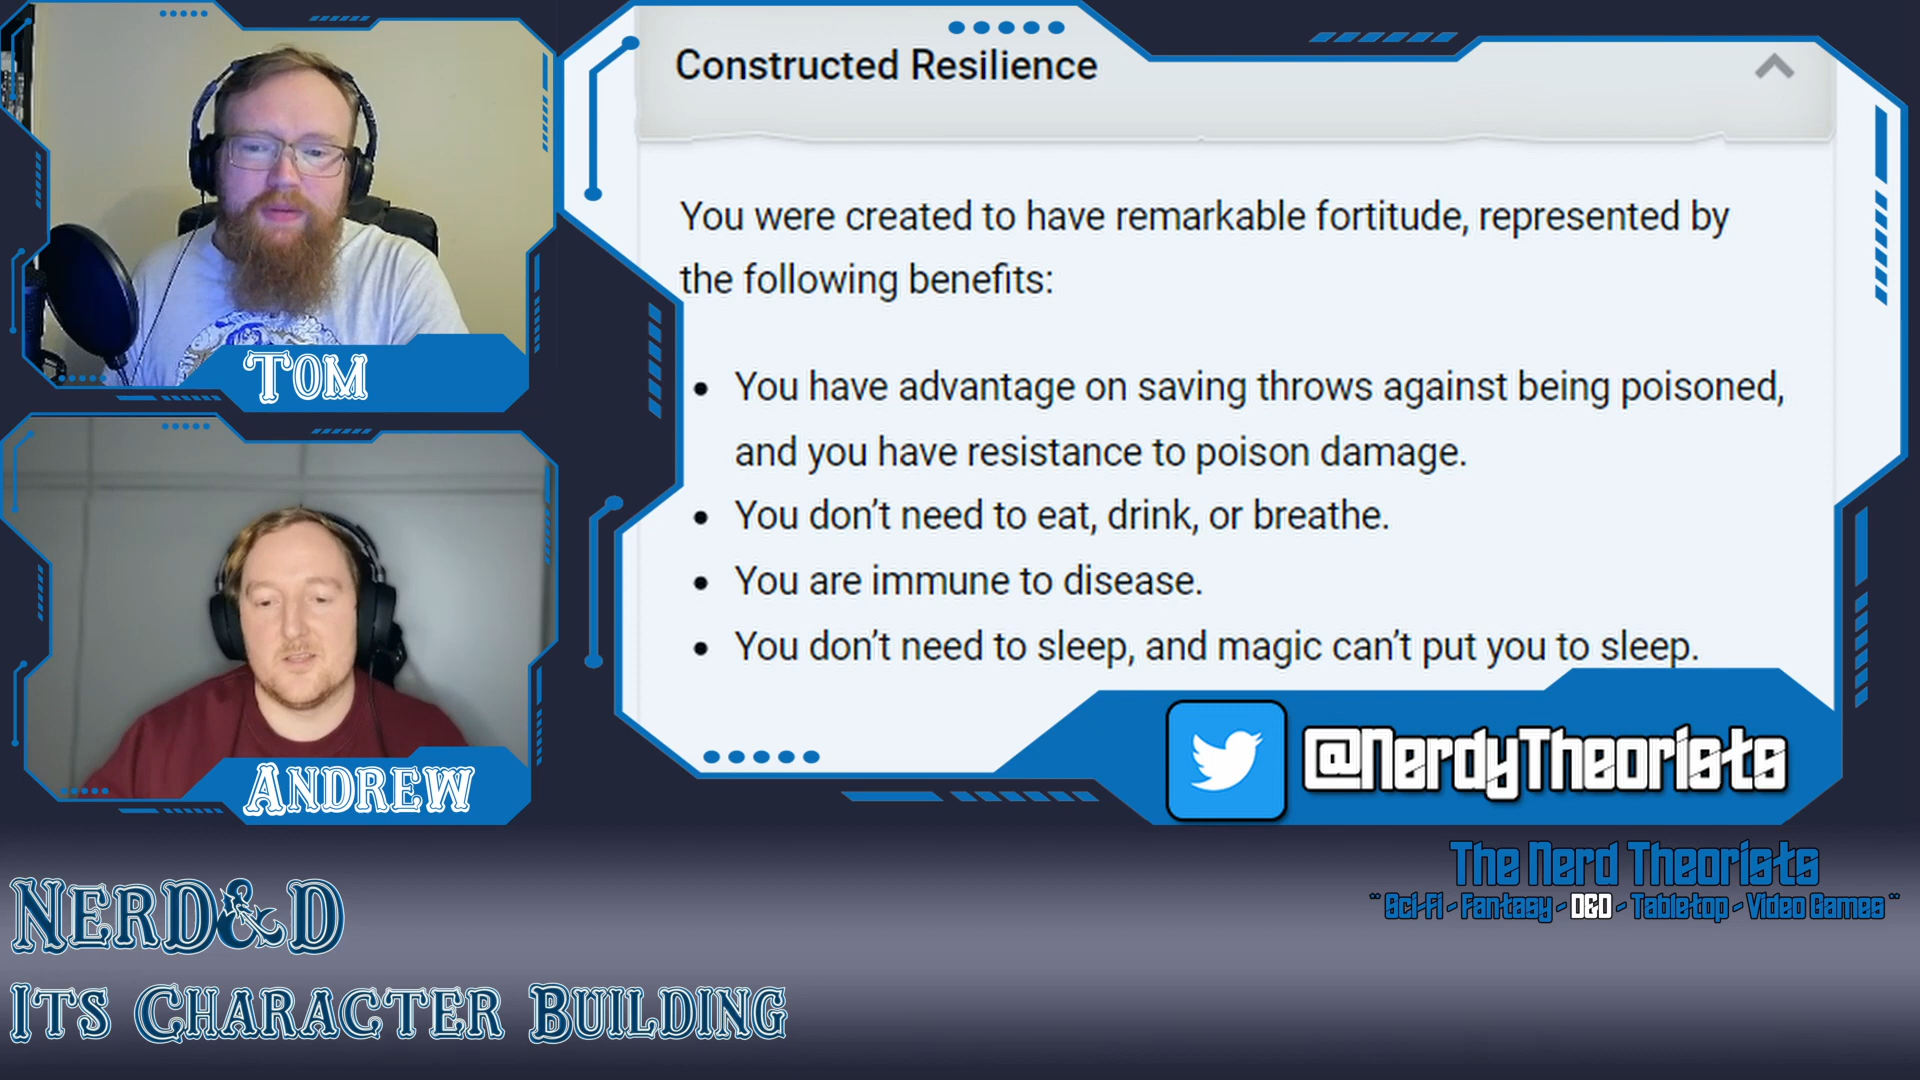 Constructed Resilience
You were created to have remarkable fortitude, represented by
the following benefits:
• You have advantage on saving throws against being poisoned,
and you have resistance to poison damage.
• You don’t need to eat, drink, or breathe.
• You are immune to disease.
• You don’t need to sleep, and magic can’t put you to sleep.
Tom
Andrew
@NerdyTheorists
The Nerd Theorists
¨ Sci-Fi - Fantasy - D&D - Tabletop - Video Games ¨
NerD&D
Its Character Building